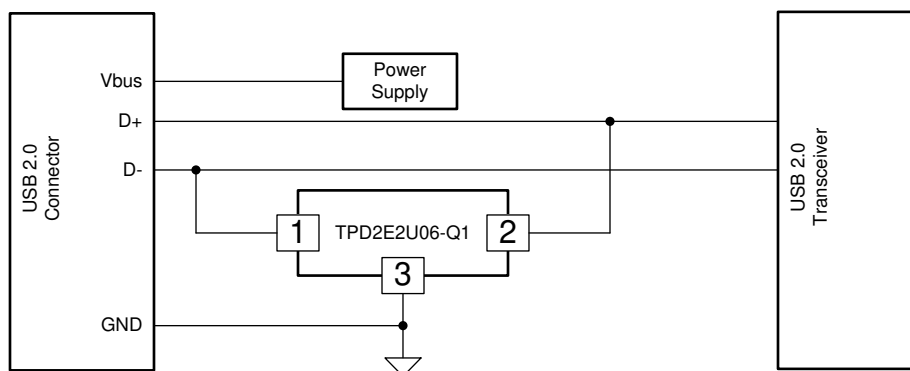 USB 2.0
Connector
Vbus
D+
D-
GND
Power
Supply
1
TPD2E2U06-Q1
2
3
USB 2.0
Transceiver